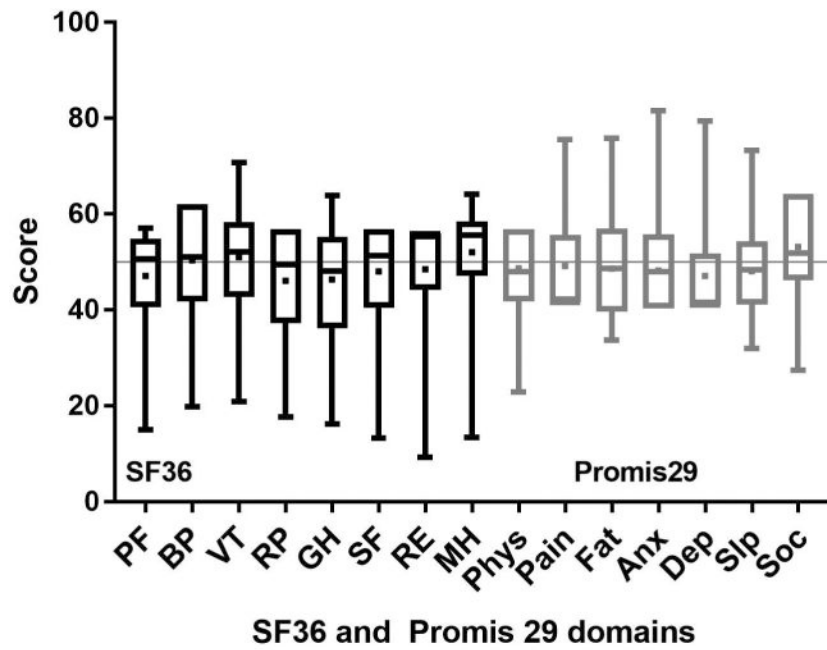 100
80
60
40
20
0
Score
SF36
Promis29
PF BP VT RP GH SF RE MH Phys Pain Fat Anx Dep Slp Soc
SF36 and Promis 29 domains